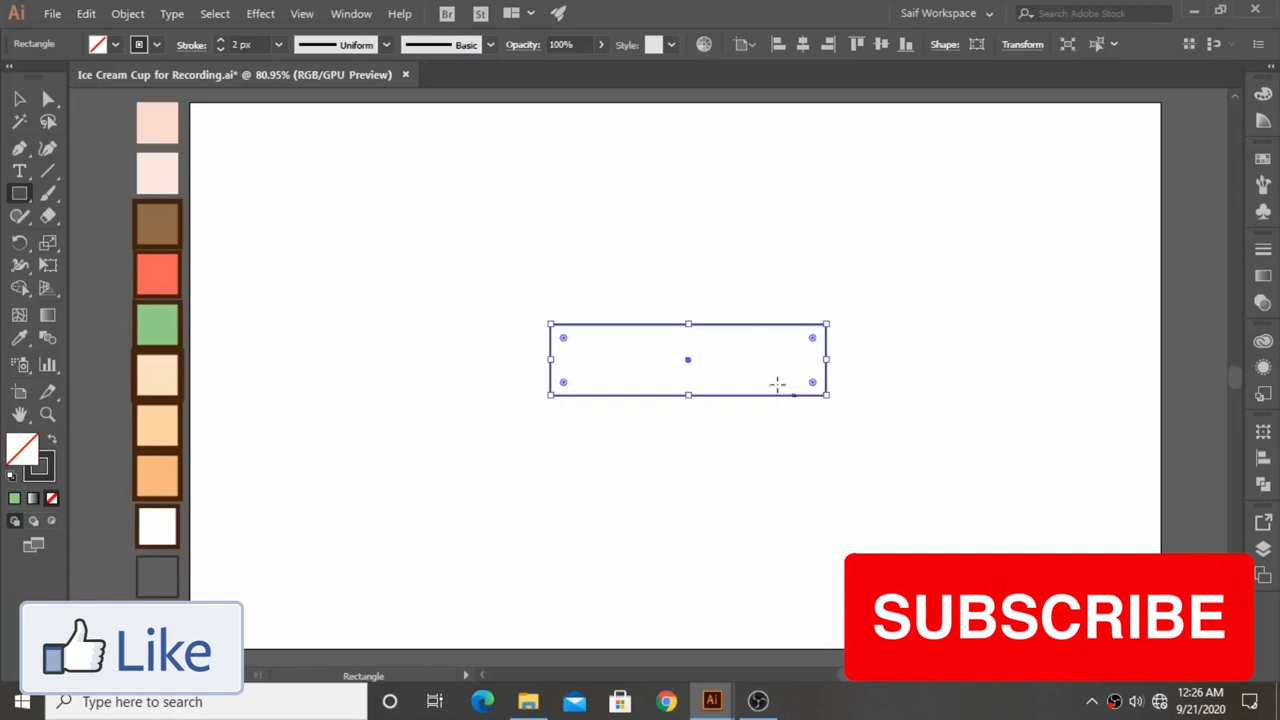 Ai File Edit Object Type Select Effect View Window Help Br St Saif Workspace Search Adobe Stock
Rectangle Stroke: 2 px Uniform Basic Opacity: 100% Style: Shape: Transform
Ice Cream Cup for Recording.ai* @ 80.95% (RGB/GPU Preview) ×
T
Like
SUBSCRIBE
Rectangle
Type here to search
Ai
12:26 AM
9/21/2020